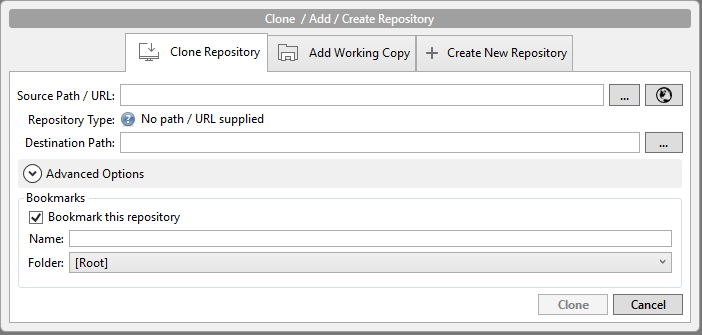 Clone / Add / Create Repository
Clone Repository
Add Working Copy
Create New Repository
Source Path / URL:
...
Repository Type:
? No path / URL supplied
Destination Path:
...
Advanced Options
Bookmarks
Bookmark this repository
Name:
Folder:
[Root]
Clone
Cancel